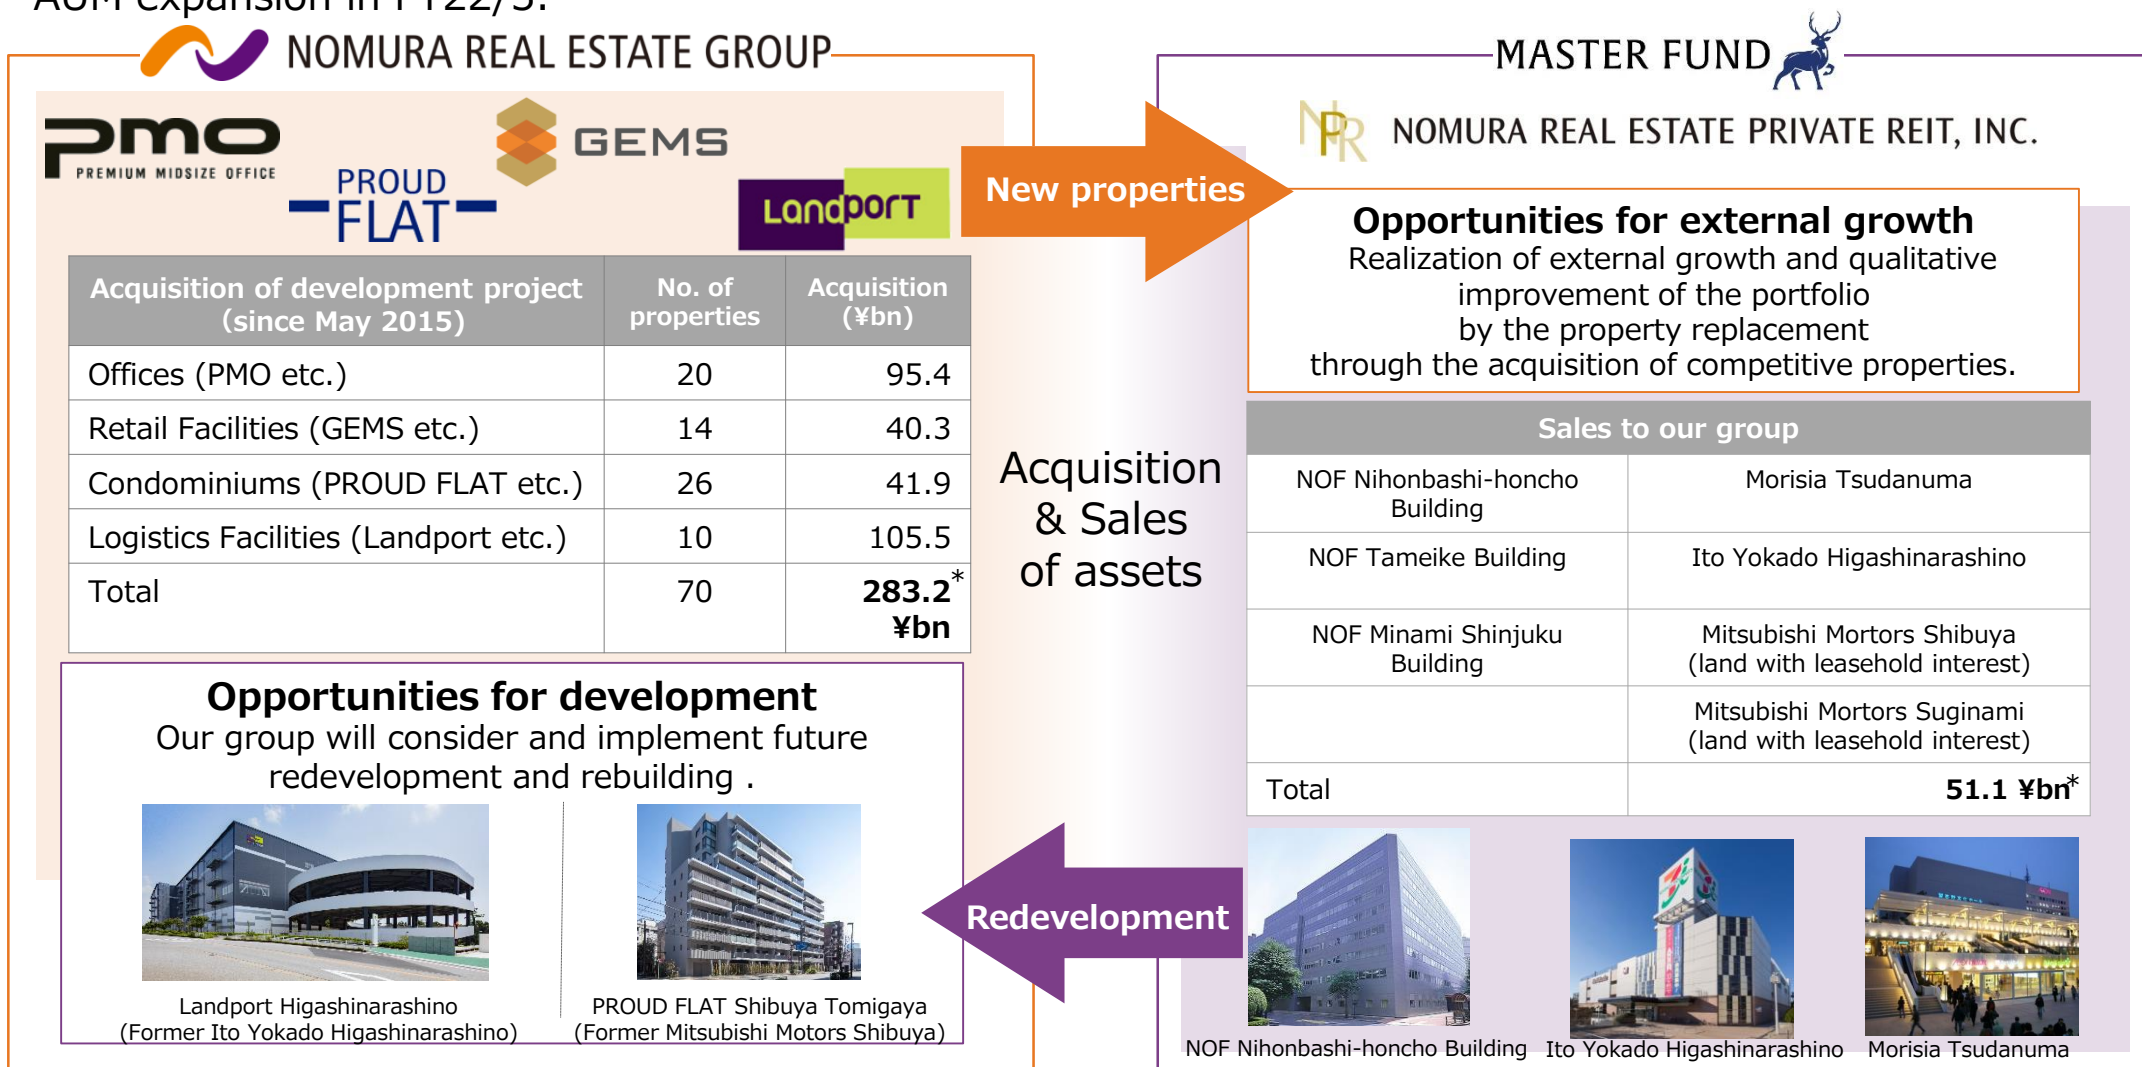 AUM expansion in FY22/3.
NOMURA REAL ESTATE GROUP
MASTER FUND
NPR
NOMURA REAL ESTATE PRIVATE REIT, INC.
pmo
PREMIUM MIDSIZE OFFICE
GEMS
PROUD
FLAT
Landport
New properties
Acquisition of development project
(since May 2015)
No. of
properties
Acquisition
(¥bn)
Offices (PMO etc.) 20 95.4
Retail Facilities (GEMS etc.) 14 40.3
Condominiums (PROUD FLAT etc.) 26 41.9
Logistics Facilities (Landport etc.) 10 105.5
Total 70 283.2*
¥bn
Opportunities for development
Our group will consider and implement future
redevelopment and rebuilding .
Landport Higashinarashino
(Former Ito Yokado Higashinarashino)
PROUD FLAT Shibuya Tomigaya
(Former Mitsubishi Motors Shibuya)
Acquisition
& Sales
of assets
Redevelopment
Opportunities for external growth
Realization of external growth and qualitative
improvement of the portfolio
by the property replacement
through the acquisition of competitive properties.
Sales to our group
NOF Nihonbashi-honcho
Building
Morisia Tsudanuma
NOF Tameike Building
Ito Yokado Higashinarashino
NOF Minami Shinjuku
Building
Mitsubishi Mortors Shibuya
(land with leasehold interest)
Mitsubishi Mortors Suginami
(land with leasehold interest)
Total 51.1 ¥bn*
NOF Nihonbashi-honcho Building
Ito Yokado Higashinarashino
Morisia Tsudanuma